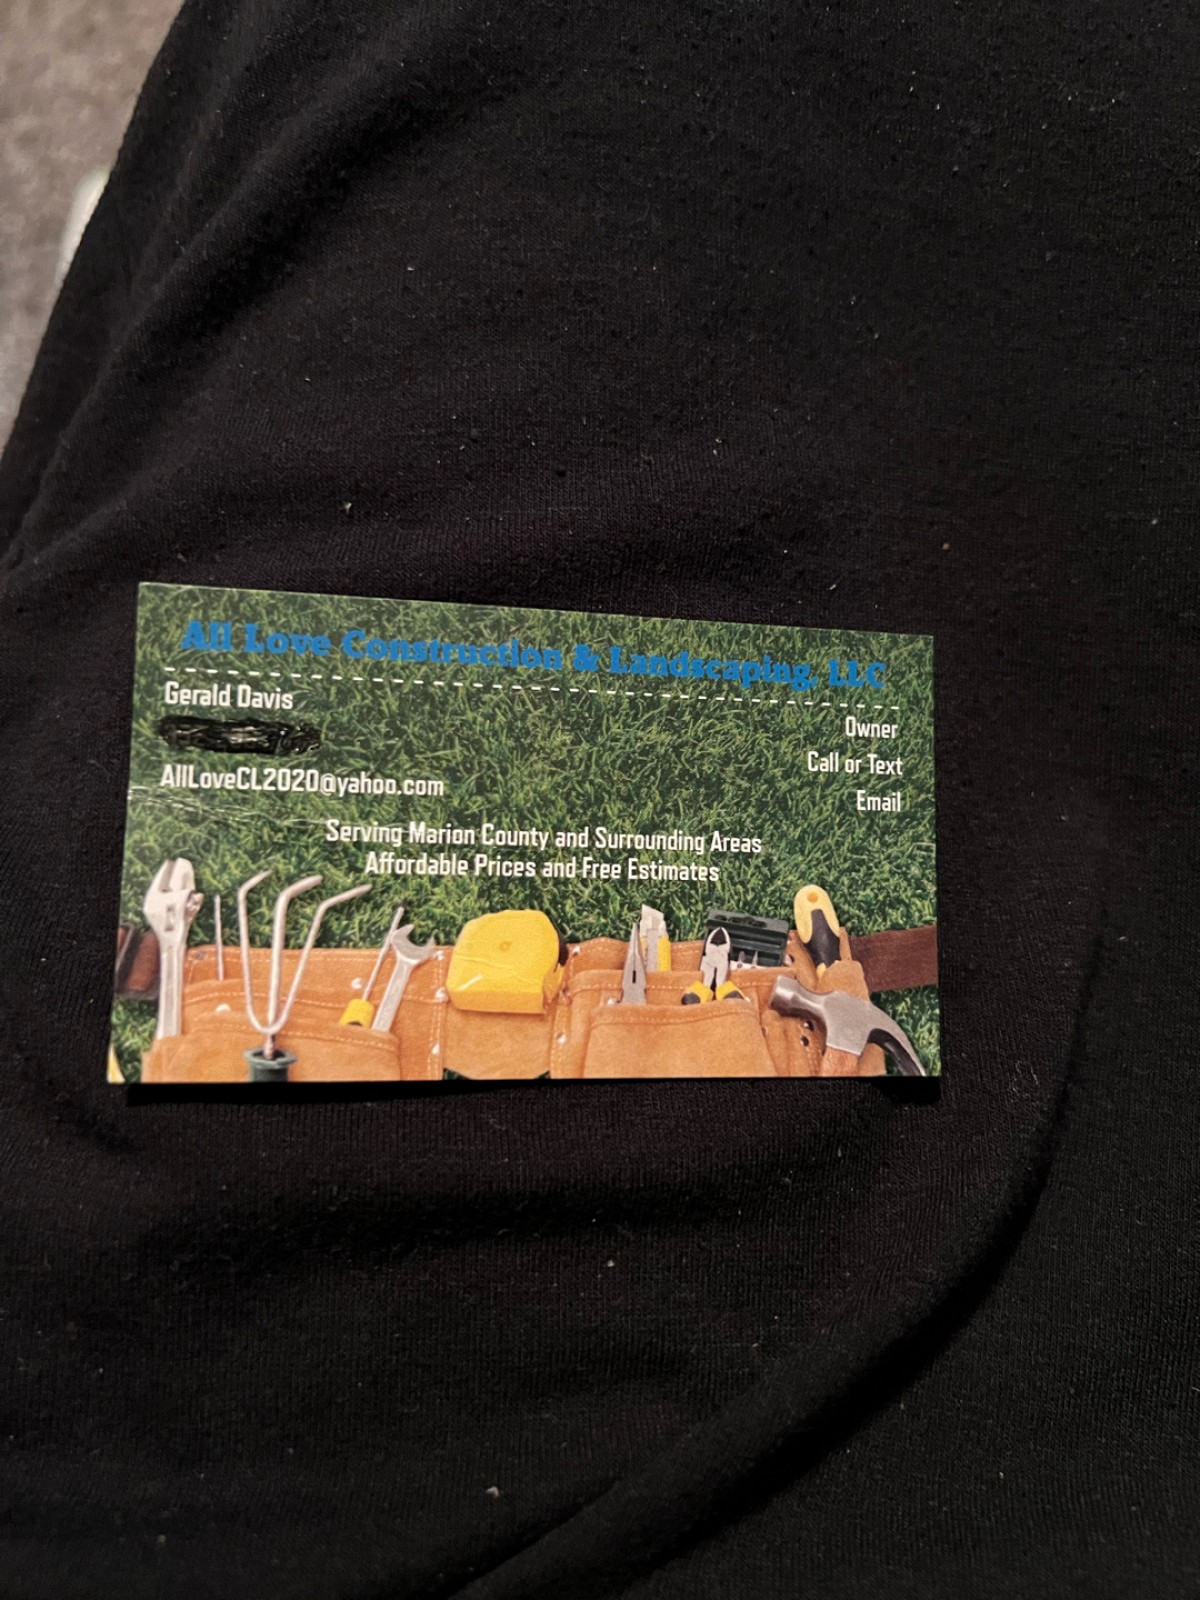 All Love Construction & Landscaping, LLC
Gerald Davis
Owner
Call or Text
AllLoveCL2020@yahoo.com
Email
Serving Marion County and Surrounding Areas
Affordable Prices and Free Estimates